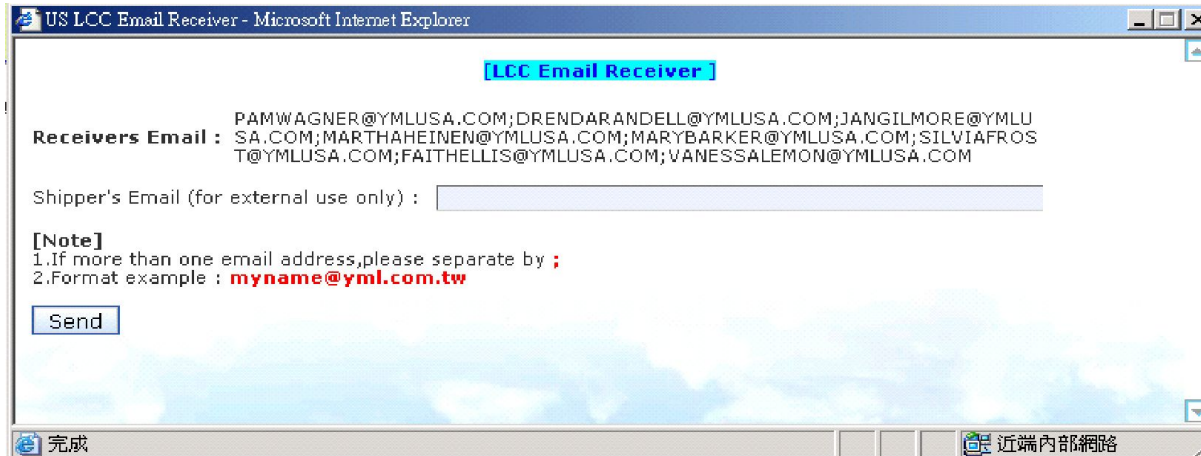 US LCC Email Receiver - Microsoft Internet Explorer
[LCC Email Receiver ]
Receivers Email : PAMWAGNER@YMLUSA.COM;DRENDARANDELL@YMLUSA.COM;JANGILMORE@YMLU
SA.COM;MARTHAHEINEN@YMLUSA.COM;MARYBARKER@YMLUSA.COM;SILVIAFROS
T@YMLUSA.COM;FAITHELLIS@YMLUSA.COM;VANESSALEMON@YMLUSA.COM
Shipper's Email (for external use only) :
[Note]
1.If more than one email address,please separate by ;
2.Format example : myname@yml.com.tw
Send
完成
近端內部網路